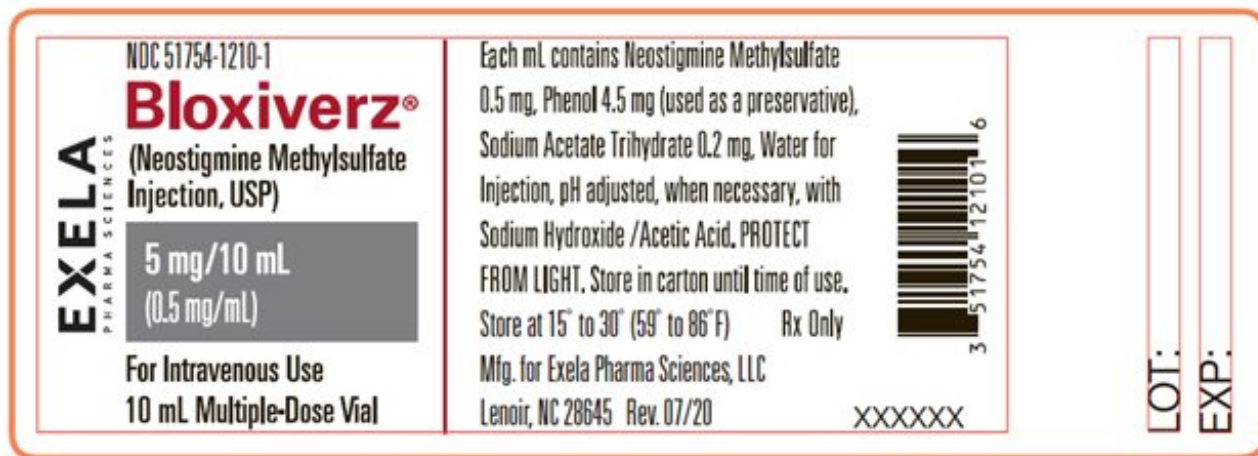 EXELA
PHARMA SCIENCES
NDC 51754-1210-1
Bloxiverz®
(Neostigmine Methylsulfate
Injection, USP)
5 mg/10 mL
(0.5 mg/mL)
For Intravenous Use
10 mL Multiple-Dose Vial
Each mL contains Neostigmine Methylsulfate
0.5 mg, Phenol 4.5 mg (used as a preservative),
Sodium Acetate Trihydrate 0.2 mg, Water for
Injection, pH adjusted, when necessary, with
Sodium Hydroxide /Acetic Acid. PROTECT
FROM LIGHT. Store in carton until time of use.
Store at 15° to 30° (59° to 86°F) Rx Only
Mfg. for Exela Pharma Sciences, LLC
Lenoir, NC 28645 Rev. 07/20
3 51754 12101 6
XXXXXX
LOT:
EXP: